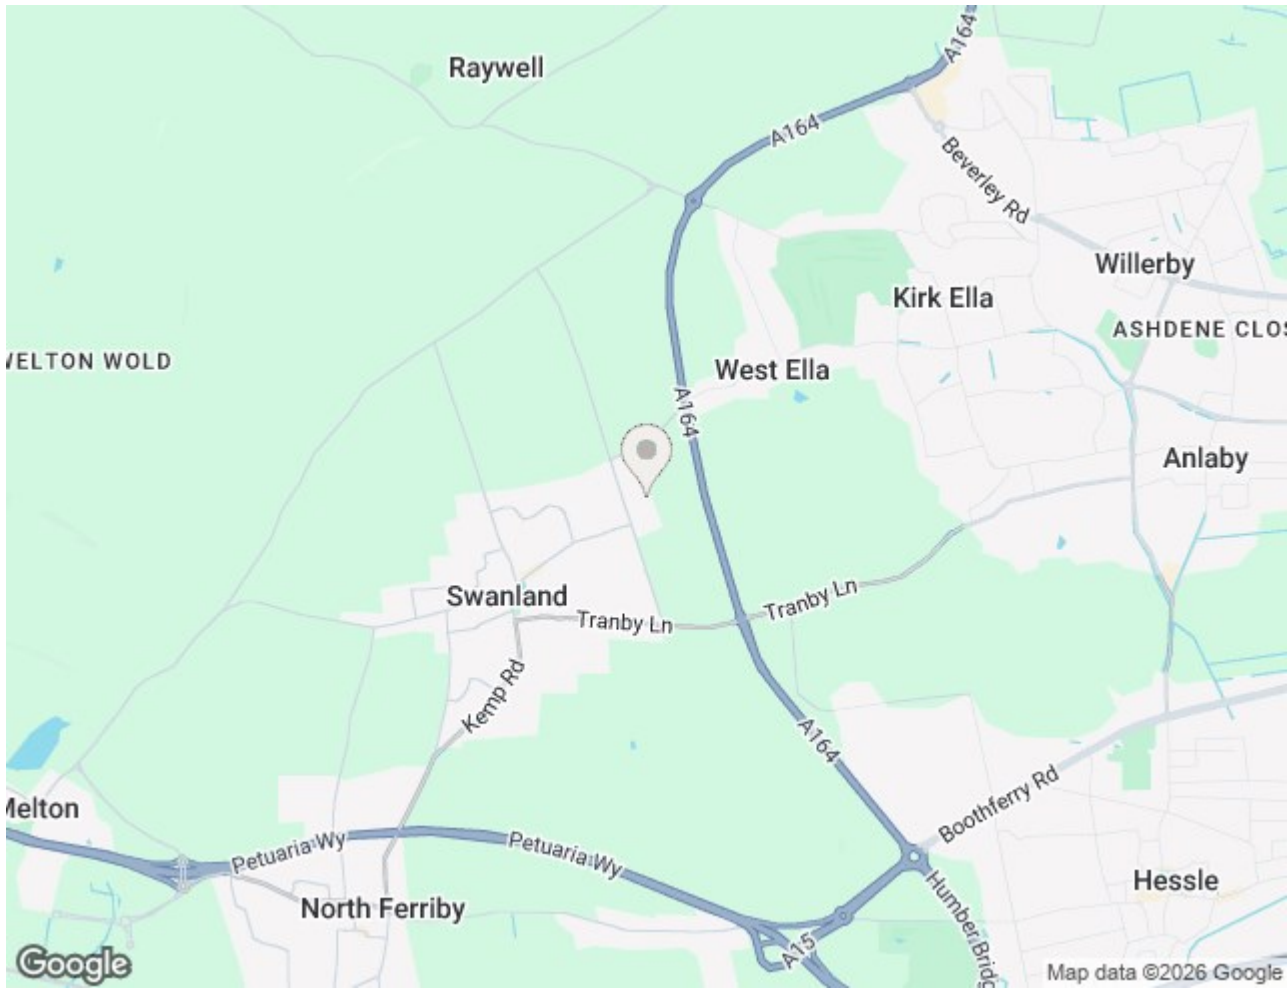 A164
Raywell
A164
Beverley Rd
Willerby
Kirk Ella
ASHDENE CLOS
VELTON WOLD
West Ella
A164
Anlaby
Swanland
Tranby Ln
Tranby Ln
Kemp Rd
A164
Melton
Boothferry Rd
Petuaria Wy
Petuaria Wy
Hessle
North Ferriby
Humber Bridg
A15
Google
Map data ©2026 Google